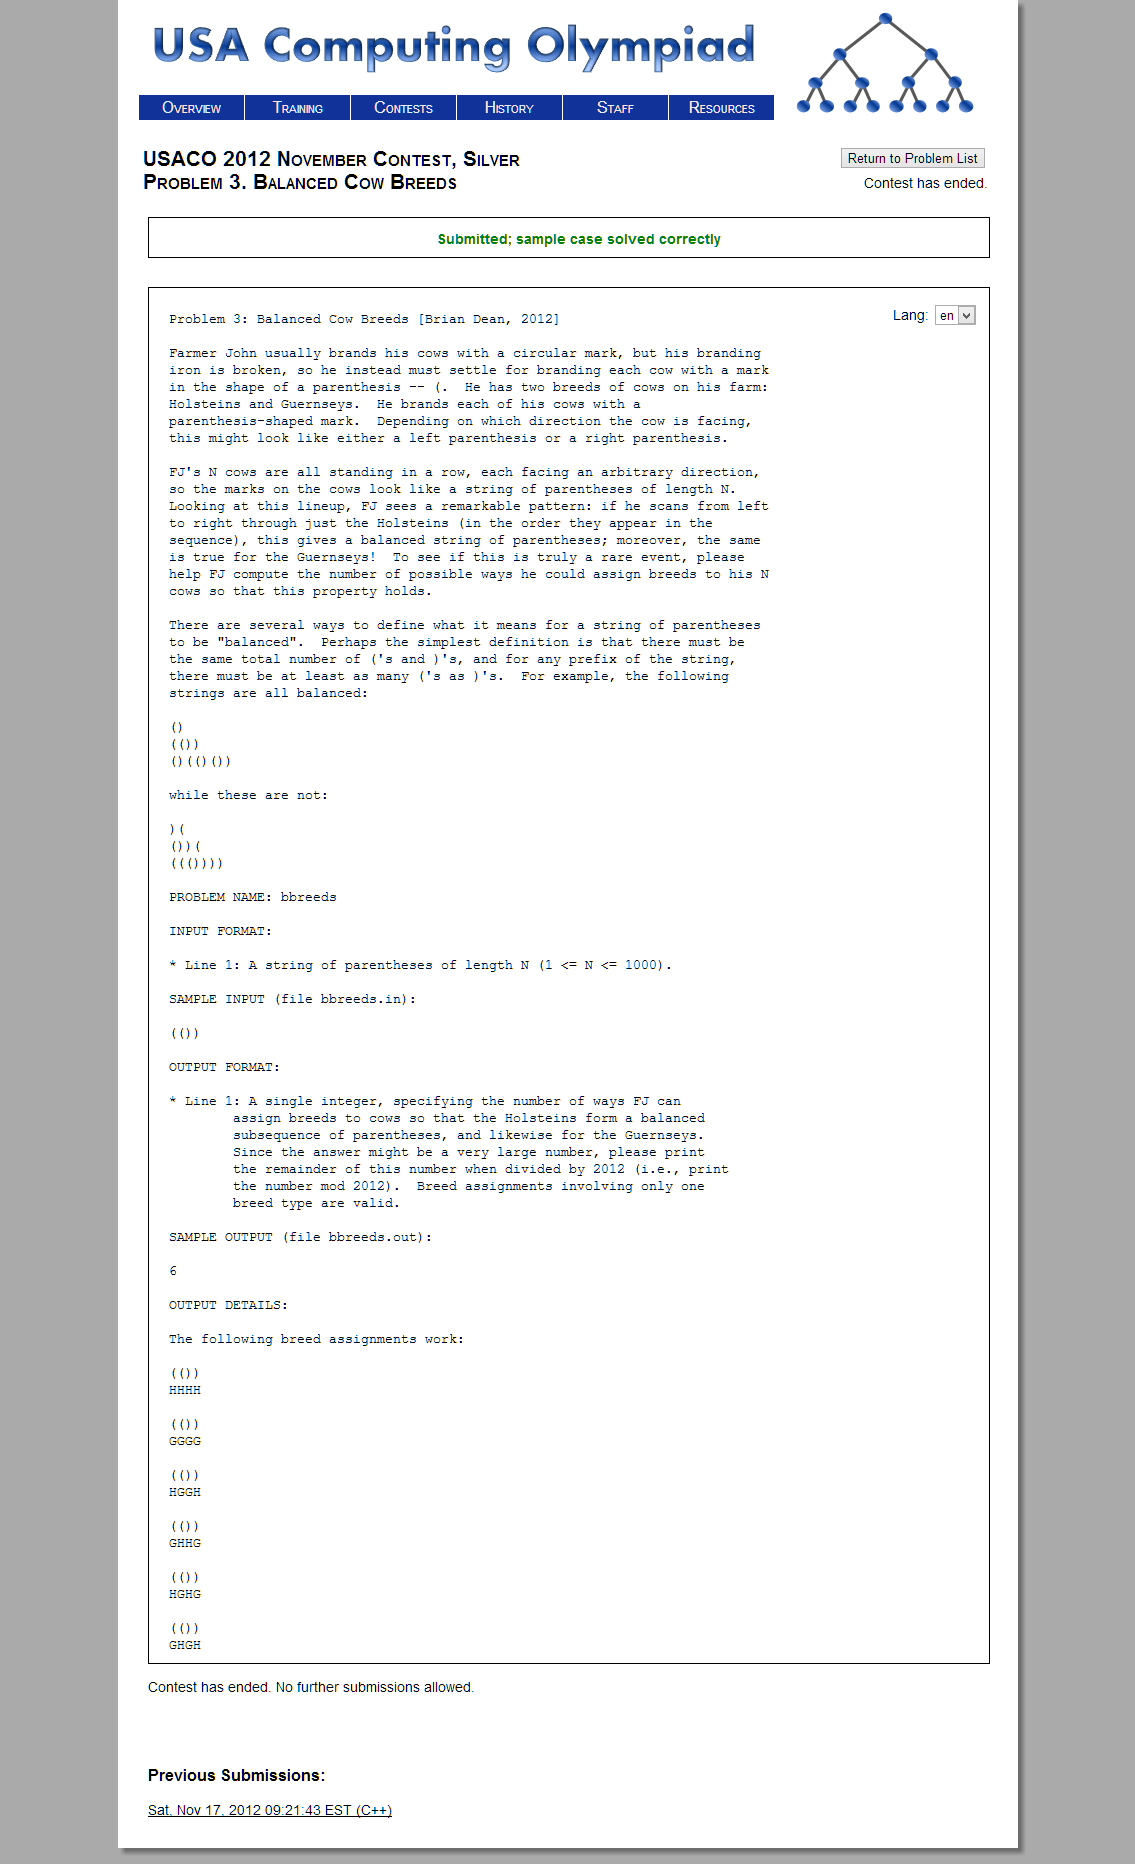 USA Computing Olympiad
Overview Training Contests History Staff Resources
USACO 2012 November Contest, Silver
Problem 3. Balanced Cow Breeds
Return to Problem List
Contest has ended.
Submitted; sample case solved correctly
Lang: en
Problem 3: Balanced Cow Breeds [Brian Dean, 2012]
Farmer John usually brands his cows with a circular mark, but his branding
iron is broken, so he instead must settle for branding each cow with a mark
in the shape of a parenthesis -- (.  He has two breeds of cows on his farm:
Holsteins and Guernseys.  He brands each of his cows with a
parenthesis-shaped mark.  Depending on which direction the cow is facing,
this might look like either a left parenthesis or a right parenthesis.
FJ's N cows are all standing in a row, each facing an arbitrary direction,
so the marks on the cows look like a string of parentheses of length N.
Looking at this lineup, FJ sees a remarkable pattern: if he scans from left
to right through just the Holsteins (in the order they appear in the
sequence), this gives a balanced string of parentheses; moreover, the same
is true for the Guernseys!  To see if this is truly a rare event, please
help FJ compute the number of possible ways he could assign breeds to his N
cows so that this property holds.
There are several ways to define what it means for a string of parentheses
to be "balanced".  Perhaps the simplest definition is that there must be
the same total number of ('s and )'s, and for any prefix of the string,
there must be at least as many ('s as )'s.  For example, the following
strings are all balanced:
()
(())
()(()())
while these are not:
)(
())(
((())))
PROBLEM NAME: bbreeds
INPUT FORMAT:
* Line 1: A string of parentheses of length N (1 <= N <= 1000).
SAMPLE INPUT (file bbreeds.in):
(())
OUTPUT FORMAT:
* Line 1: A single integer, specifying the number of ways FJ can
assign breeds to cows so that the Holsteins form a balanced
subsequence of parentheses, and likewise for the Guernseys.
Since the answer might be a very large number, please print
the remainder of this number when divided by 2012 (i.e., print
the number mod 2012).  Breed assignments involving only one
breed type are valid.
SAMPLE OUTPUT (file bbreeds.out):
6
OUTPUT DETAILS:
The following breed assignments work:
(())
HHHH
(())
GGGG
(())
HGGH
(())
GHHG
(())
HGHG
(())
GHGH
Contest has ended. No further submissions allowed.
Previous Submissions:
Sat, Nov 17, 2012 09:21:43 EST (C++)